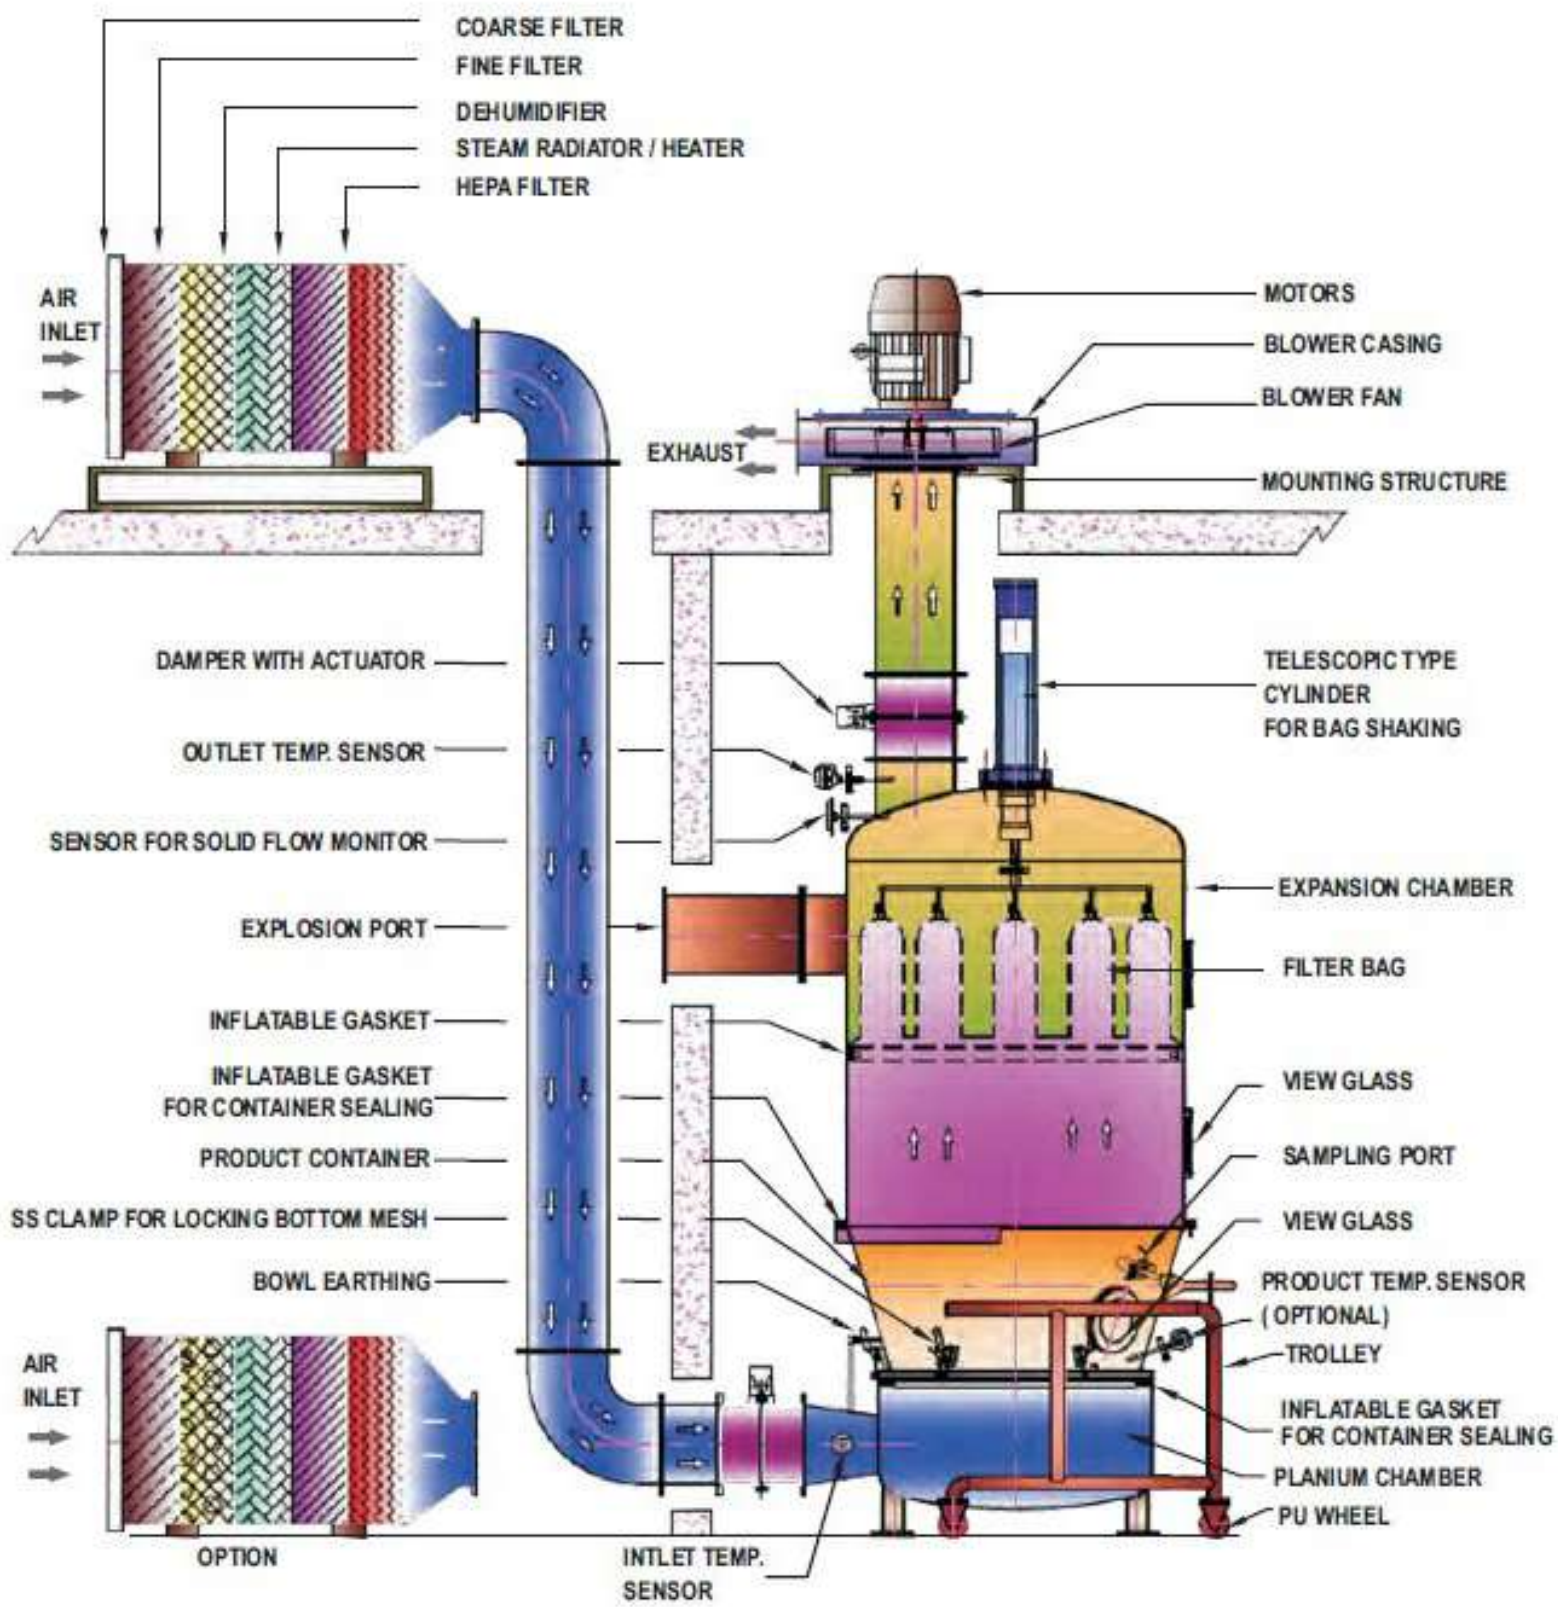 COARSE FILTER
FINE FILTER
DEHUMIDIFIER
STEAM RADIATOR / HEATER
HEPA FILTER
AIR
INLET
MOTORS
BLOWER CASING
BLOWER FAN
EXHAUST
MOUNTING STRUCTURE
DAMPER WITH ACTUATOR
TELESCOPIC TYPE
CYLINDER
FOR BAG SHAKING
OUTLET TEMP. SENSOR
SENSOR FOR SOLID FLOW MONITOR
EXPANSION CHAMBER
EXPLOSION PORT
FILTER BAG
INFLATABLE GASKET
INFLATABLE GASKET
FOR CONTAINER SEALING
VIEW GLASS
PRODUCT CONTAINER
SAMPLING PORT
SS CLAMP FOR LOCKING BOTTOM MESH
VIEW GLASS
BOWL EARTHING
PRODUCT TEMP. SENSOR
( OPTIONAL)
TROLLEY
AIR
INLET
INFLATABLE GASKET
FOR CONTAINER SEALING
PLANIUM CHAMBER
PU WHEEL
OPTION
INTLET TEMP.
SENSOR